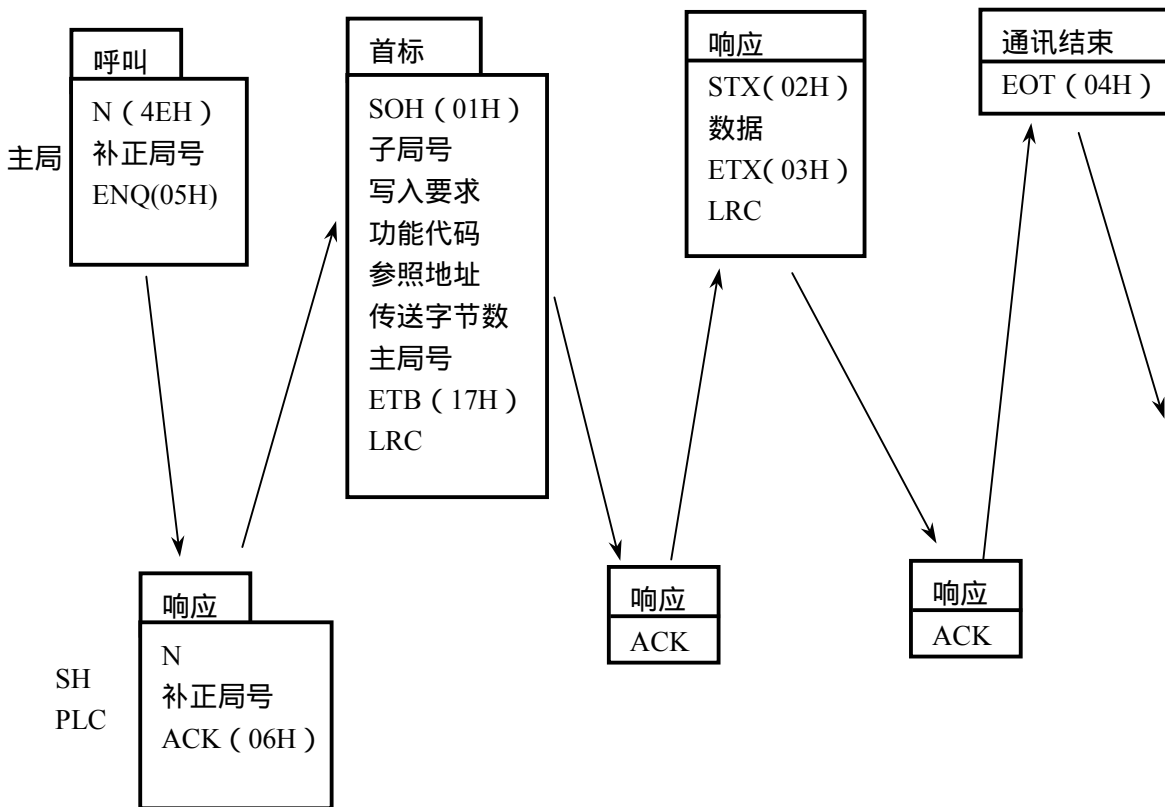 呼叫
N（4EH）
补正局号
ENQ(05H)
主局
首标
SOH（01H）
子局号
写入要求
功能代码
参照地址
传送字节数
主局号
ETB（17H）
LRC
响应
STX(02H）
数据
ETX(03H）
LRC
通讯结束
EOT（04H）
响应
N
补正局号
ACK（06H）
SH
PLC
响应
ACK
响应
ACK